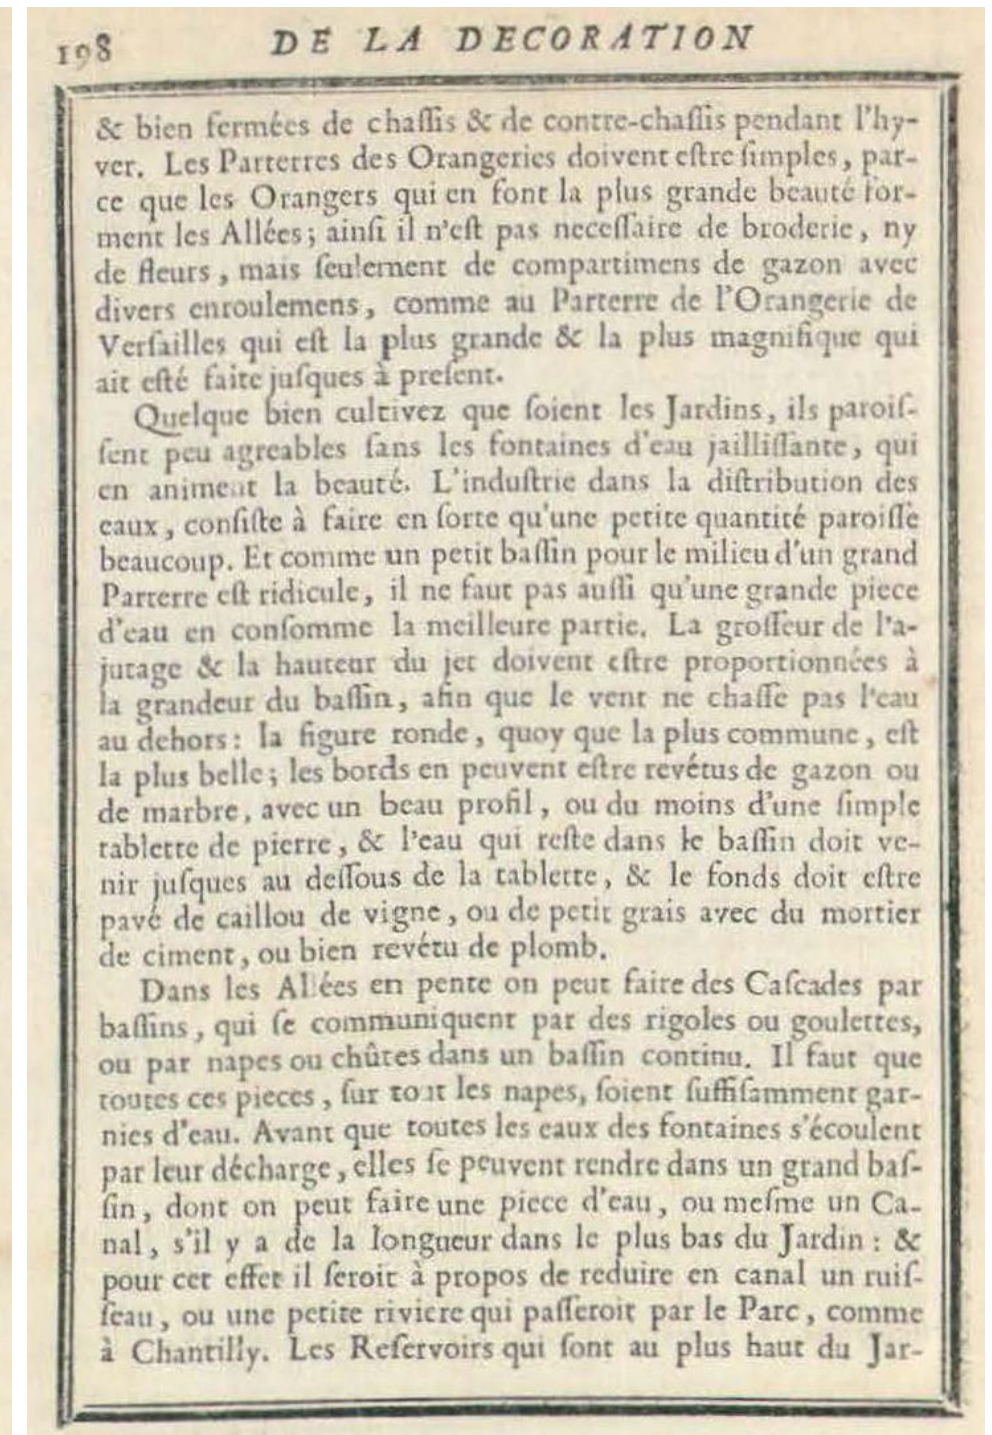 198 DE LA DECORATION
& bien fermées de chaſſis & de contre-chaſſis pendant l'hy-
ver. Les Parterres des Orangeries doivent eſtre ſimples, par-
ce que les Orangers qui en font la plus grande beauté for-
ment les Allées; ainſi il n'eſt pas neceſſaire de broderie, ny
de fleurs, mais ſeulement de compartimens de gazon avec
divers enroulemens, comme au Parterre de l'Orangerie de
Verſailles qui eſt la plus grande & la plus magnifique qui
ait eſté faite juſques à preſent.
Quelque bien cultivez que ſoient les Jardins, ils paroiſ-
ſent peu agreables ſans les fontaines d'eau jailliſſante, qui
en animent la beauté. L'induſtrie dans la diſtribution des
eaux, conſiſte à faire en ſorte qu'une petite quantité paroiſſe
beaucoup. Et comme un petit baſſin pour le milieu d'un grand
Parterre eſt ridicule, il ne faut pas auſſi qu'une grande piece
d'eau en conſomme la meilleure partie. La groſſeur de l'a-
jutage & la hauteur du jet doivent eſtre proportionnées à
la grandeur du baſſin, afin que le vent ne chaſſe pas l'eau
au dehors: la figure ronde, quoy que la plus commune, eſt
la plus belle; les bords en peuvent eſtre revétus de gazon ou
de marbre, avec un beau profil, ou du moins d'une ſimple
tablette de pierre, & l'eau qui reſte dans le baſſin doit ve-
nir juſques au deſſous de la tablette, & le fonds doit eſtre
pavé de caillou de vigne, ou de petit grais avec du mortier
de ciment, ou bien revétu de plomb.
Dans les Allées en pente on peut faire des Caſcades par
baſſins, qui ſe communiquent par des rigoles ou goulettes,
ou par napes ou chûtes dans un baſſin continu. Il faut que
toutes ces pieces, ſur tout les napes, ſoient ſuffiſamment gar-
nies d'eau. Avant que toutes les eaux des fontaines s'écoulent
par leur décharge, elles ſe peuvent rendre dans un grand baſ-
ſin, dont on peut faire une piece d'eau, ou meſme un Ca-
nal, s'il y a de la longueur dans le plus bas du Jardin: &
pour cet effet il ſeroit à propos de reduire en canal un ruiſ-
ſeau, ou une petite riviere qui paſſeroit par le Parc, comme
à Chantilly. Les Reſervoirs qui ſont au plus haut du Jar-